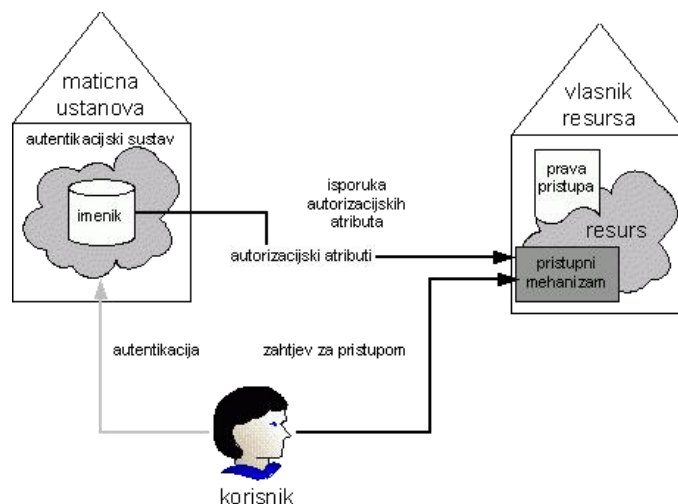 maticna
ustanova
autentikacijski sustav
imenik
vlasnik
resursa
prava
pristupa
resurs
pristupni
mehanizam
isporuka
autorizacijskih
atributa
autorizacijski atributi
autentikacija
zahtjev za pristupom
korisnik